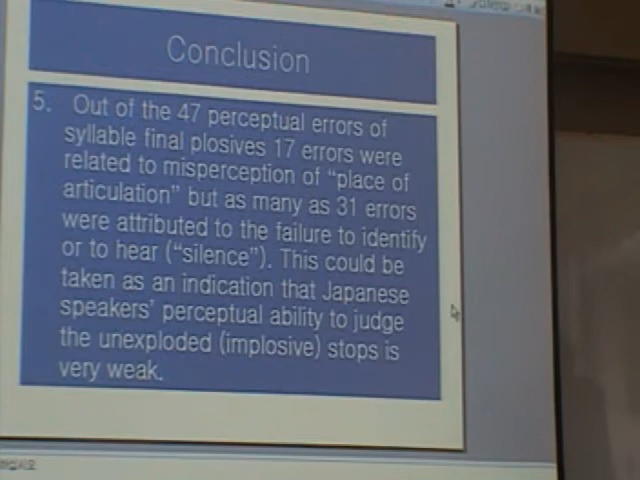 Conclusion
5. Out of the 47 perceptual errors of
syllable final plosives 17 errors were
related to misperception of “place of
articulation” but as many as 31 errors
were attributed to the failure to identify
or to hear (“silence”). This could be
taken as an indication that Japanese
speakers’ perceptual ability to judge
the unexploded (implosive) stops is
very weak.